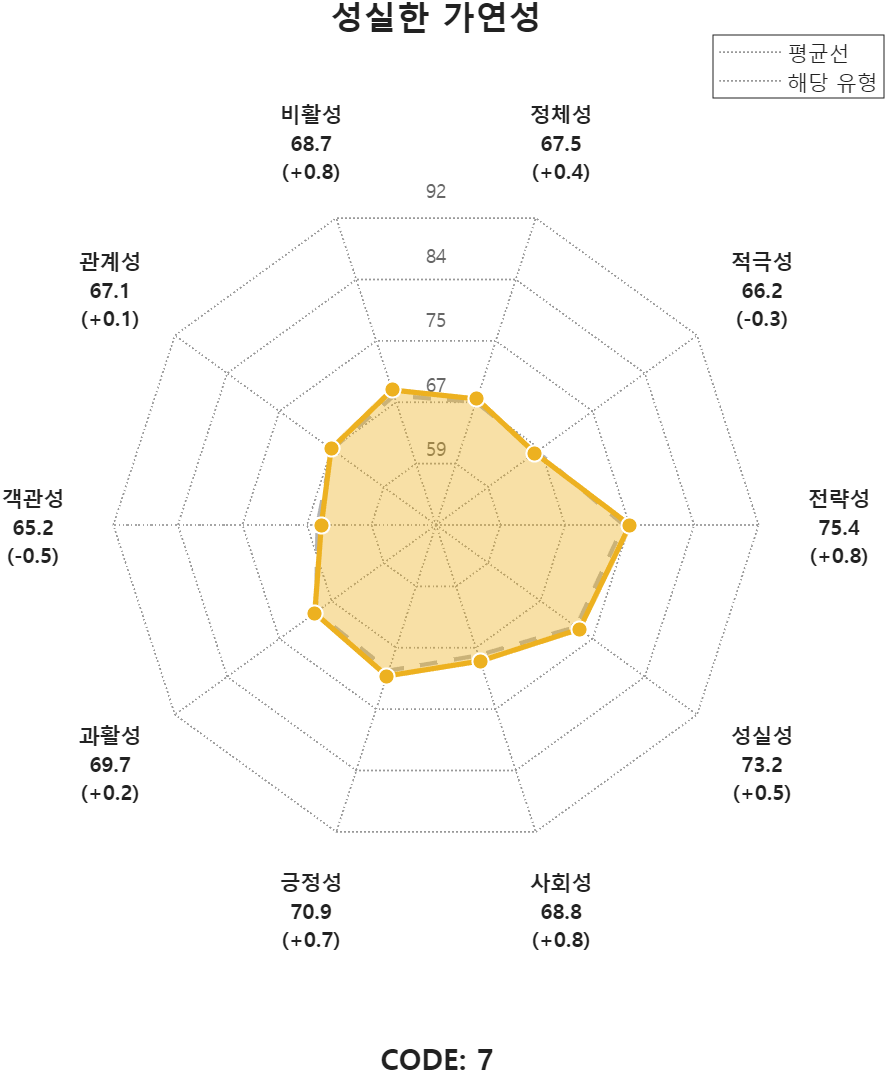 성실한 가연성
평균선
해당 유형
비활성
68.7
(+0.8)
정체성
67.5
(+0.4)
92
관계성
67.1
(+0.1)
84
적극성
66.2
(-0.3)
75
67
59
객관성
65.2
(-0.5)
전략성
75.4
(+0.8)
과활성
69.7
(+0.2)
성실성
73.2
(+0.5)
긍정성
70.9
(+0.7)
사회성
68.8
(+0.8)
CODE: 7